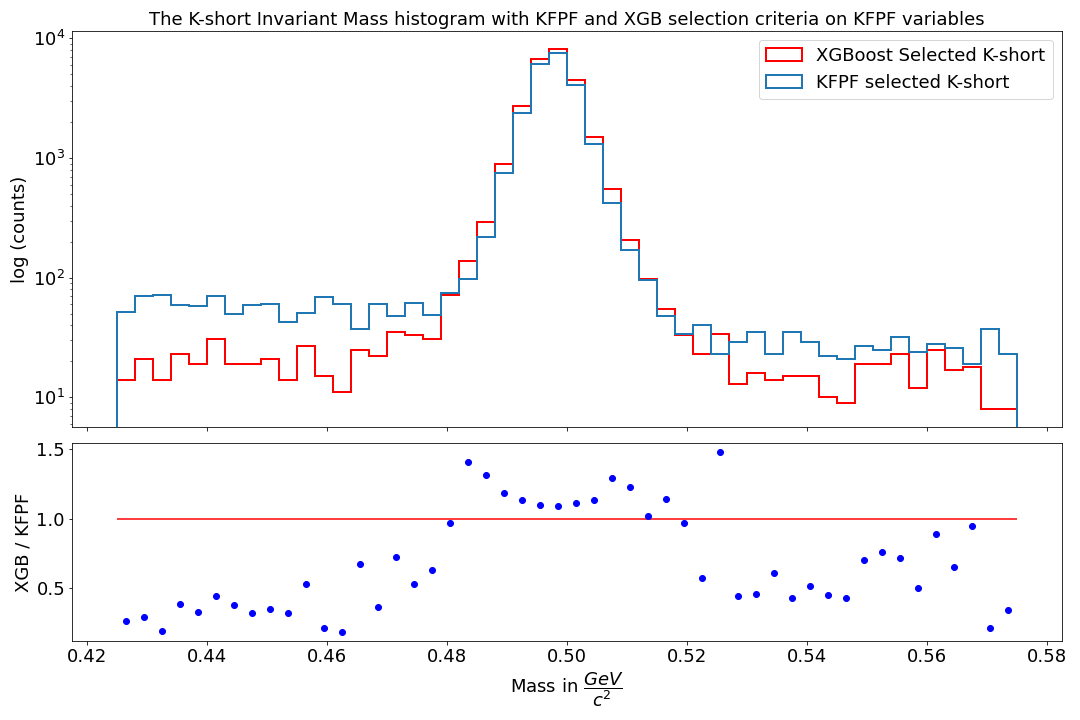 The K-short Invariant Mass histogram with KFPF and XGB selection criteria on KFPF variables
XGBoost Selected K-short
KFPF selected K-short
log (counts)
10^4
10^3
10^2
10^1
XGB / KFPF
1.5
1.0
0.5
0.42 0.44 0.46 0.48 0.50 0.52 0.54 0.56 0.58
Mass in GeV/c^2